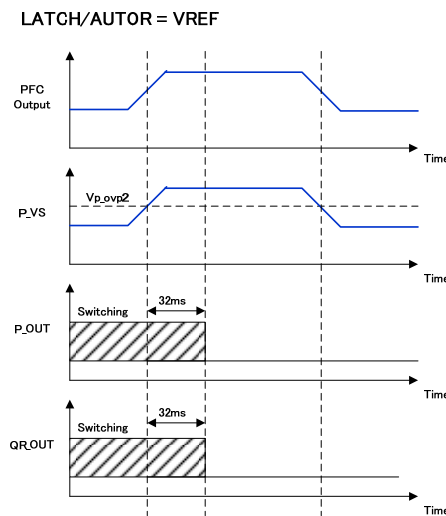 LATCH/AUTOR = VREF
PFC
Output
Time
P_VS
Vp_ovp2
Time
32ms
Switching
P_OUT
Time
32ms
Switching
QR_OUT
Time